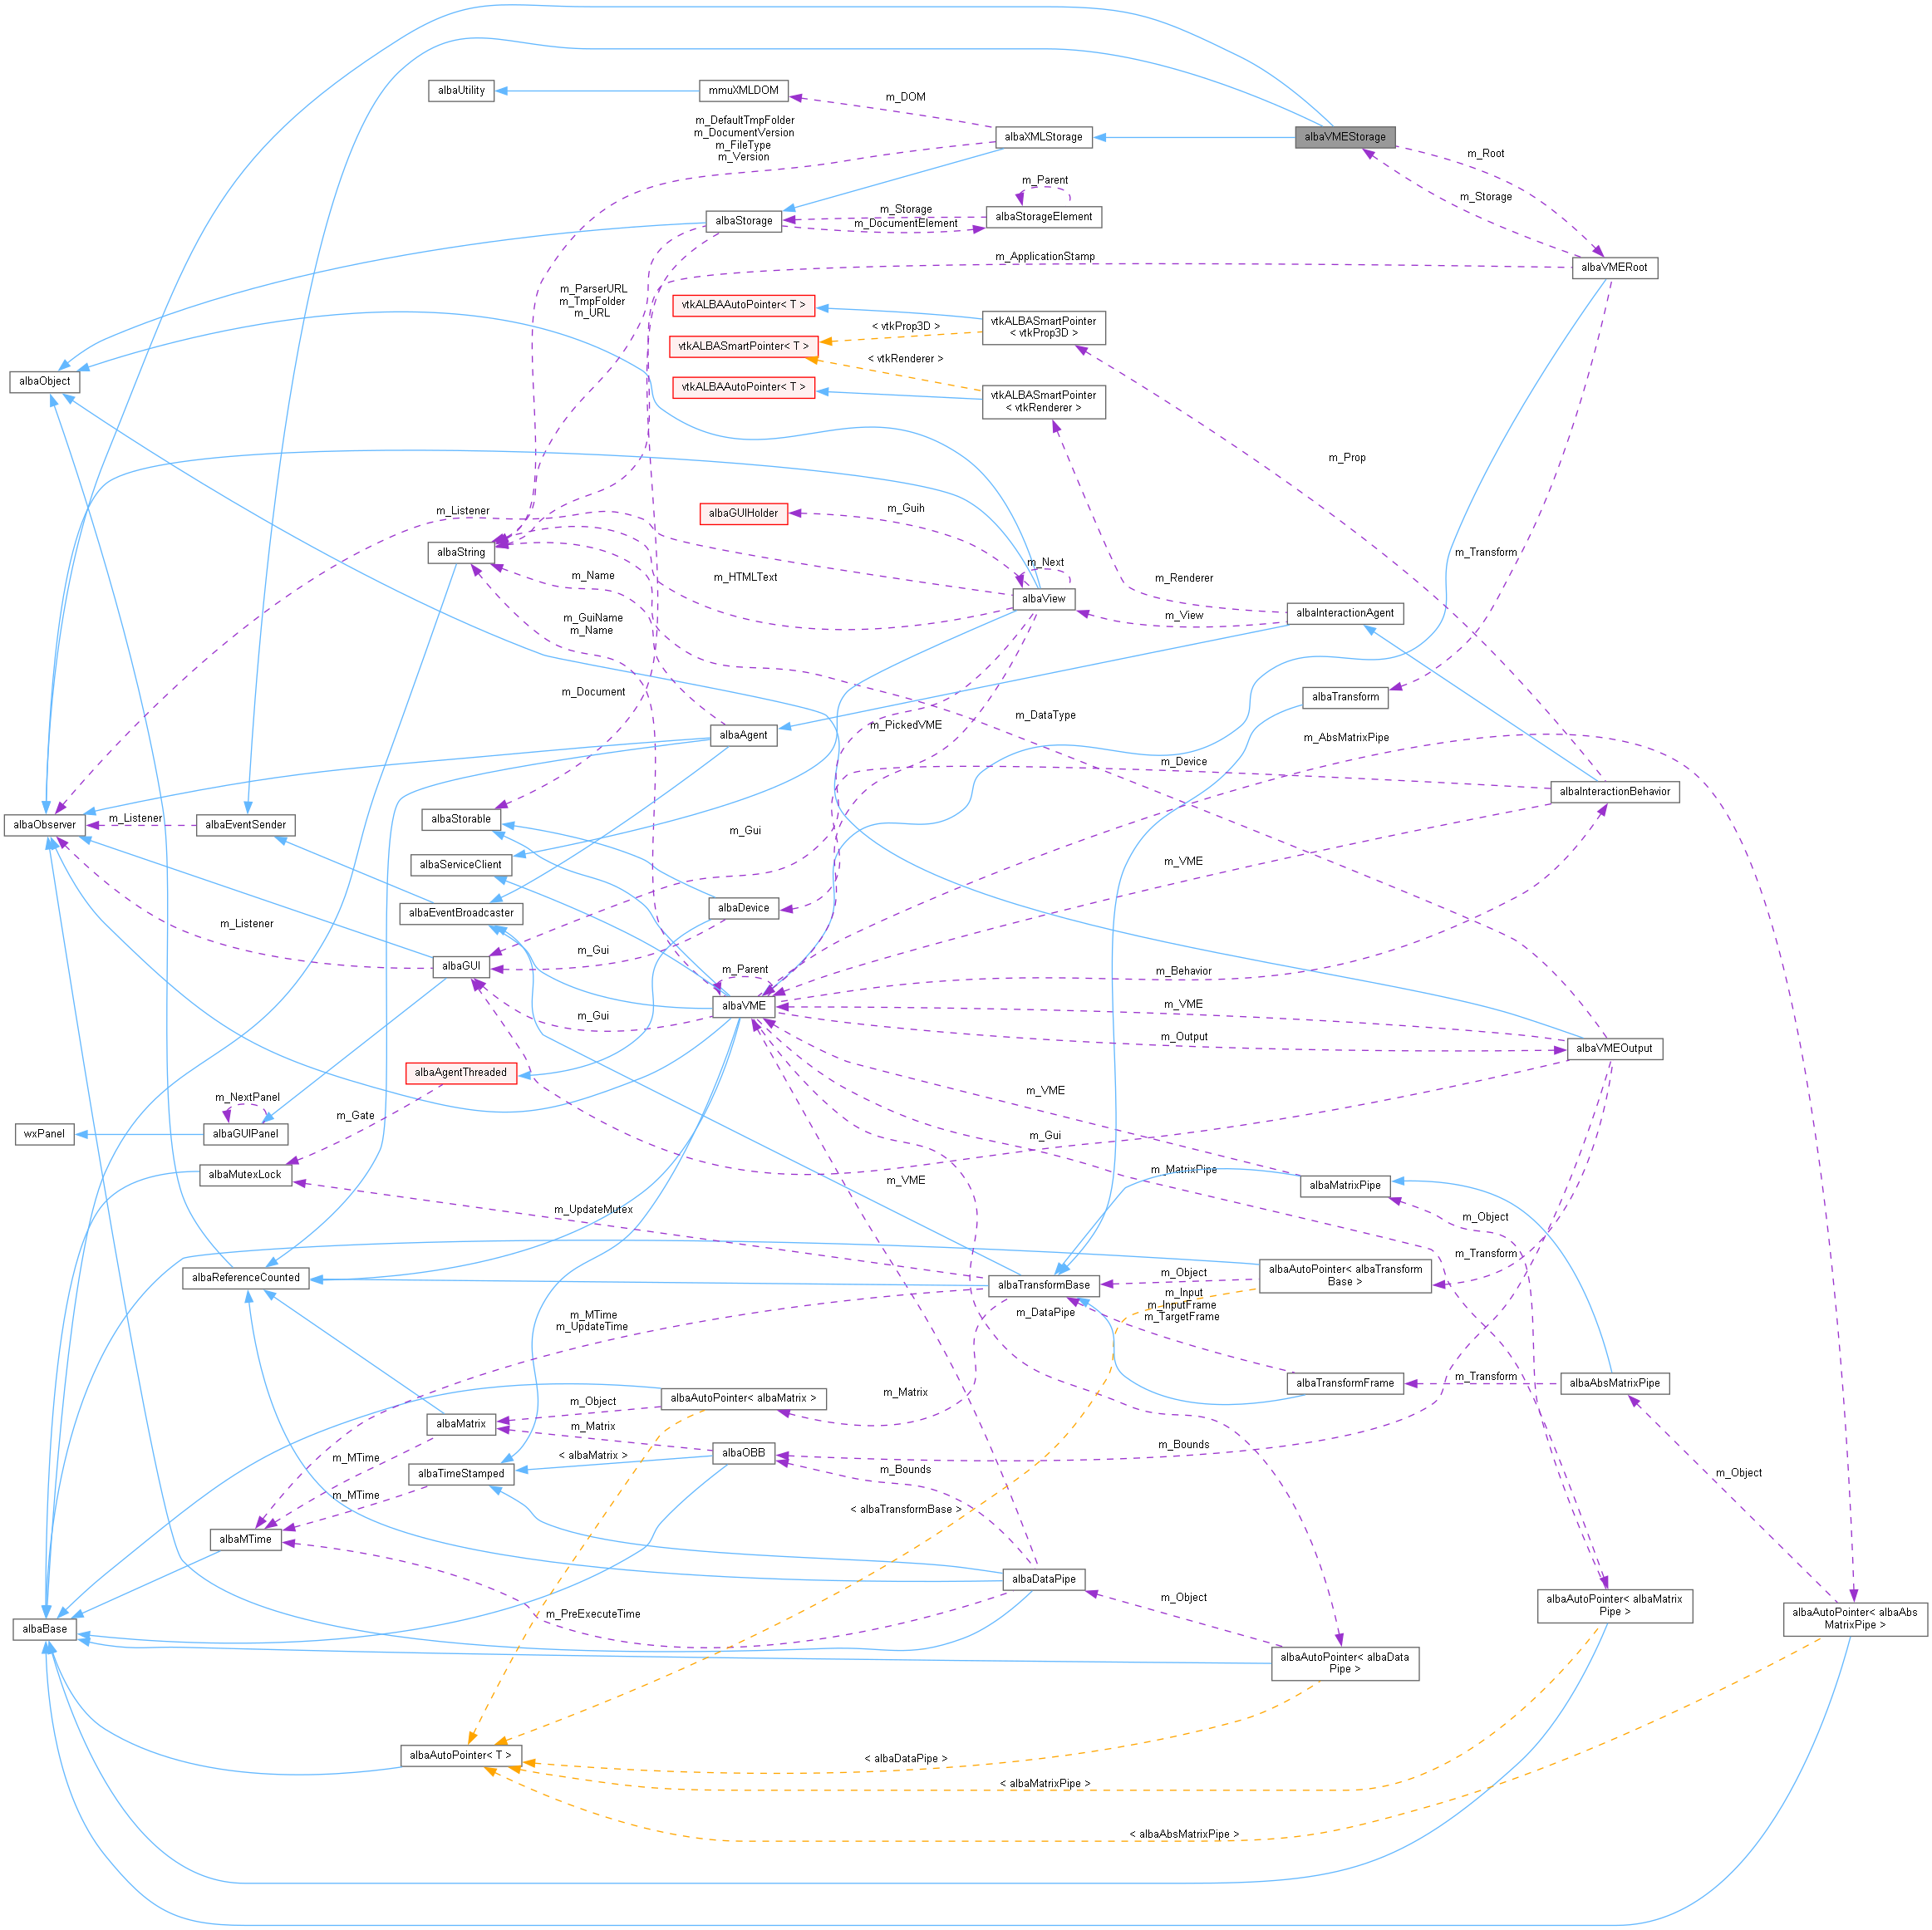 albaUtility
mmuXMLDOM
m_DOM
m_DefaultTmpFolder
m_DocumentVersion
m_FileType
m_Version
albaXMLStorage
albaVMEStorage
m_Root
m_Storage
m_Parent
albaStorage
m_Storage
m_DocumentElement
albaStorageElement
m_ApplicationStamp
albaVMERoot
m_ParserURL
m_TmpFolder
m_URL
vtkALBAAutoPointer< T >
< vtkProp3D >
vtkALBASmartPointer
< vtkProp3D >
vtkALBASmartPointer< T >
< vtkRenderer >
vtkALBAAutoPointer< T >
vtkALBASmartPointer
< vtkRenderer >
albaObject
m_Prop
m_Listener
albaGUIHolder
m_Guih
albaString
m_Transform
m_Name
m_HTMLText
m_Next
albaView
m_Renderer
m_View
albaInteractionAgent
m_GuiName
m_Name
m_Document
albaTransform
m_PickedVME
m_DataType
albaAgent
m_AbsMatrixPipe
m_Device
albaInteractionBehavior
albaStorable
albaObserver
m_Listener
albaEventSender
m_Gui
albaServiceClient
m_VME
albaEventBroadcaster
albaDevice
m_Listener
m_Gui
albaGUI
m_Parent
m_Behavior
albaVME
m_VME
m_Gui
m_Output
albaVMEOutput
albaAgentThreaded
m_VME
m_NextPanel
m_Gate
wxPanel
albaGUIPanel
m_Gui
albaMutexLock
m_VME
m_MatrixPipe
albaMatrixPipe
m_UpdateMutex
m_Object
m_Transform
albaReferenceCounted
albaTransformBase
m_Object
albaAutoPointer< albaTransform
Base >
m_Input
m_InputFrame
m_TargetFrame
m_DataPipe
m_MTime
m_UpdateTime
m_Matrix
albaTransformFrame
m_Transform
albaAbsMatrixPipe
albaAutoPointer< albaMatrix >
m_Object
albaMatrix
m_Matrix
albaOBB
m_Bounds
m_MTime
< albaMatrix >
albaTimeStamped
m_Bounds
m_Object
m_MTime
< albaTransformBase >
albaMTime
albaDataPipe
m_Object
albaAutoPointer< albaMatrix
Pipe >
albaAutoPointer< albaAbs
MatrixPipe >
m_PreExecuteTime
albaBase
albaAutoPointer< albaData
Pipe >
albaAutoPointer< T >
< albaDataPipe >
< albaMatrixPipe >
< albaAbsMatrixPipe >